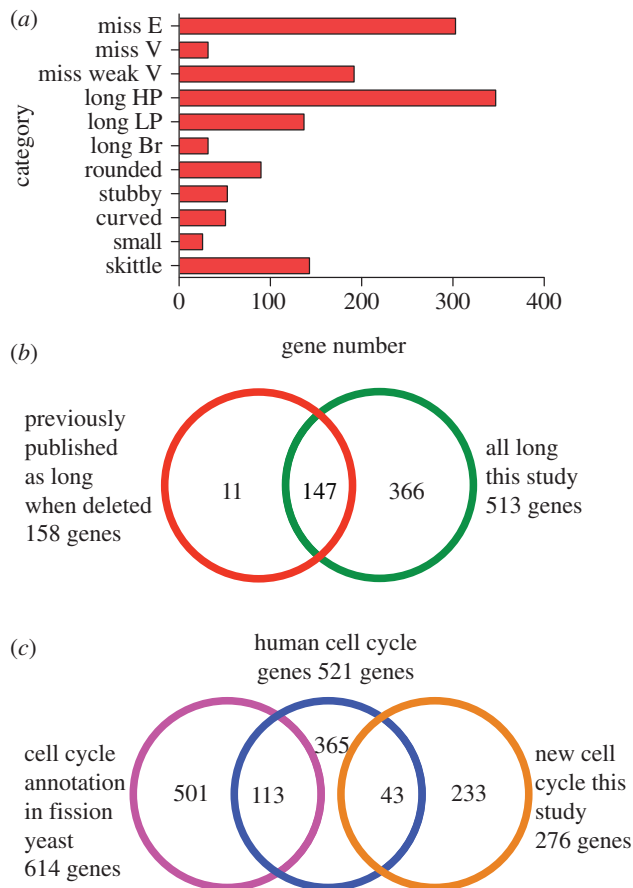 (a)
miss E
miss V
miss weak V
long HP
long LP
long Br
rounded
stubby
curved
small
skittle
category
0 100 200 300 400
gene number
(b)
previously
published
as long
when deleted
158 genes
11
147
366
all long
this study
513 genes
(c)
human cell cycle
genes 521 genes
cell cycle
annotation
in fission
yeast
614 genes
501
113
365
43
233
new cell
cycle this
study
276 genes